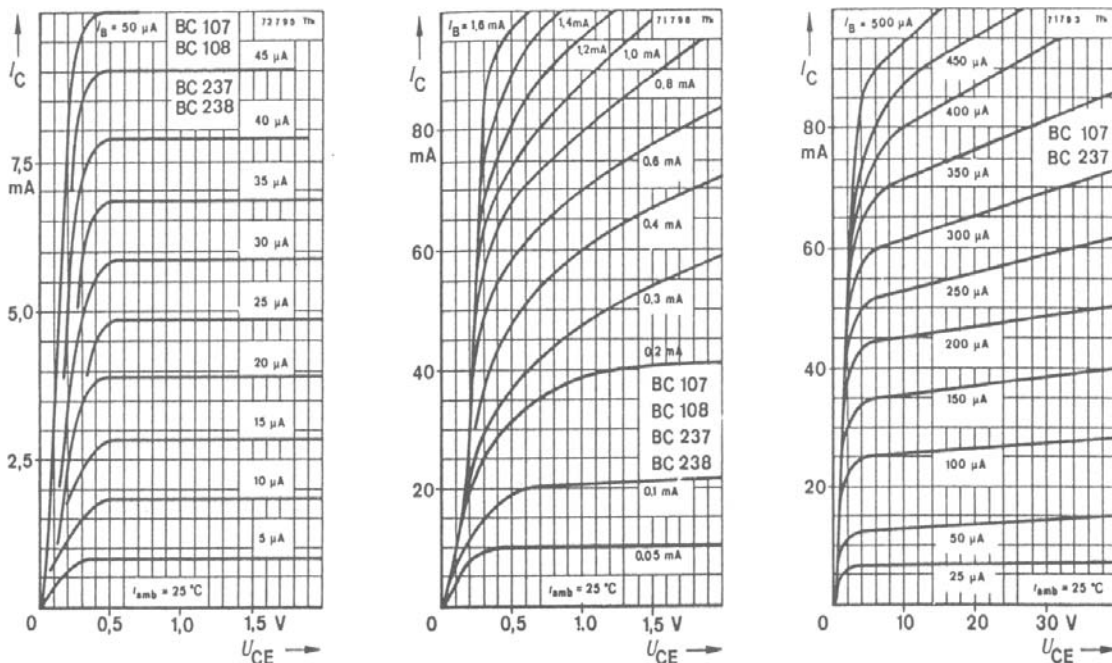 I_B = 50 µA
BC 107
BC 108
BC 237
BC 238
45 µA
40 µA
35 µA
30 µA
25 µA
20 µA
15 µA
10 µA
5 µA
t_amb = 25 °C
I_C
7,5
mA
5,0
2,5
0
0.5
1.0
1.5 V
U_CE
I_B = 1,6 mA
1,4mA
71798 Tfk
1,2mA
1.0 mA
0,8 mA
0.6 mA
0.4 mA
0,3 mA
0.2 mA
BC 107
BC 108
BC 237
BC 238
0,1 mA
0,05 mA
t_amb = 25 °C
I_C
80
mA
60
40
20
0
0,5
1.0
1,5 V
U_CE
I_B = 500 µA
71783 Tfk
450 µA
400 µA
BC 107
BC 237
350 µA
300 µA
250 µA
200 µA
150 µA
100 µA
50 µA
25 µA
t_amb = 25 °C
I_C
80
mA
60
40
20
0
10
20
30 V
U_CE